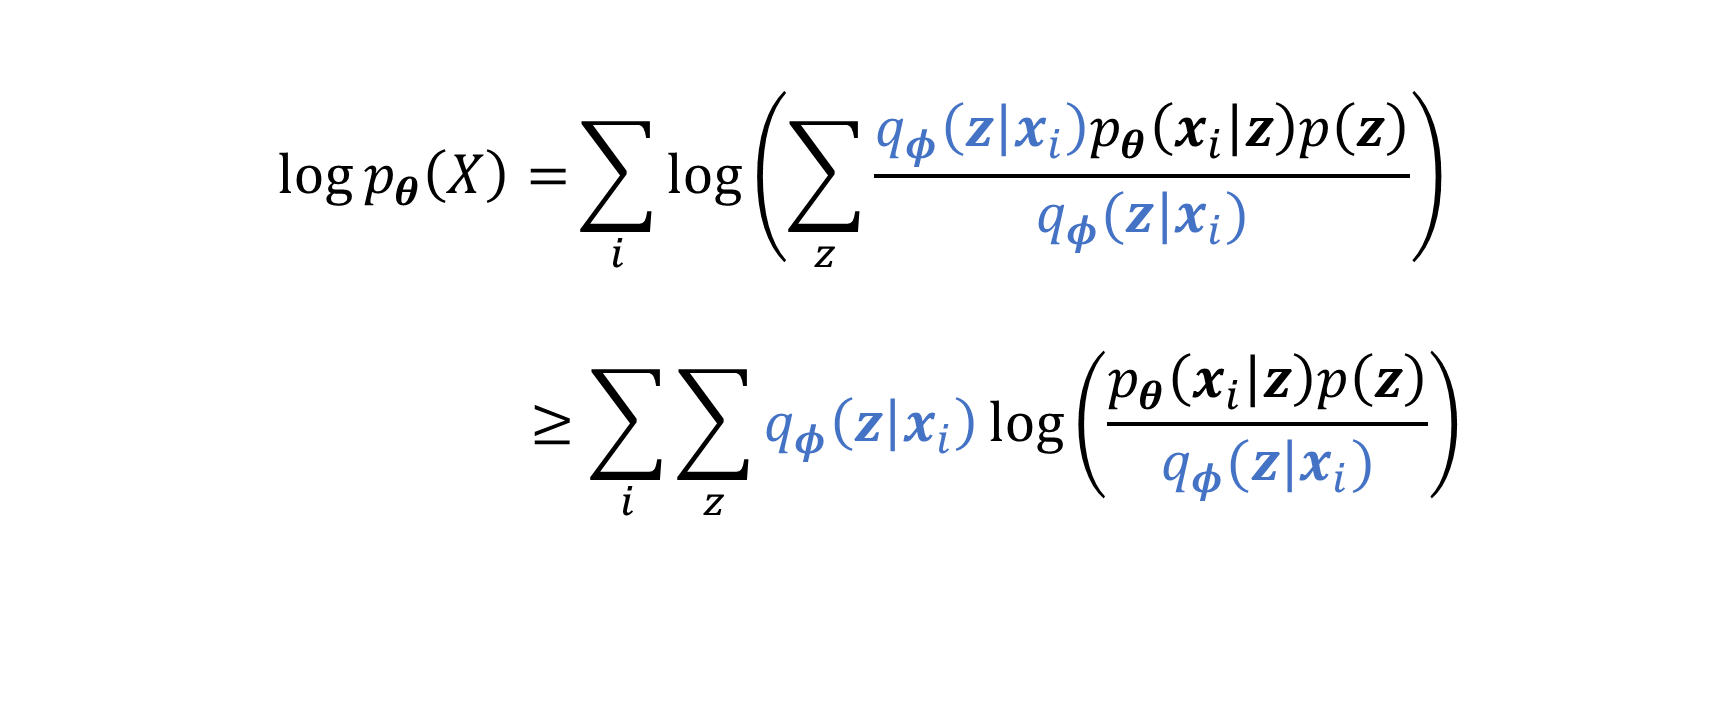 log p_θ(X) = ∑_i log(∑_z (q_ϕ(z|x_i)p_θ(x_i|z)p(z)) / (q_ϕ(z|x_i)))
≥ ∑_i ∑_z q_ϕ(z|x_i) log((p_θ(x_i|z)p(z)) / (q_ϕ(z|x_i)))